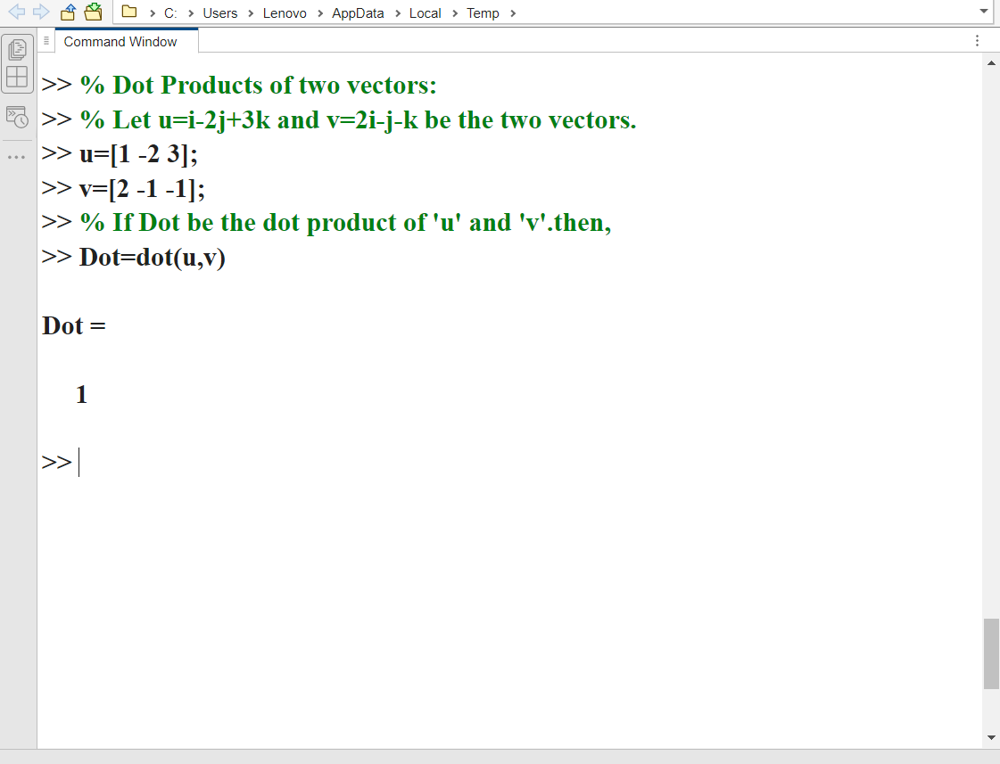 C: Users Lenovo AppData Local Temp
Command Window
>> % Dot Products of two vectors:
>> % Let u=i-2j+3k and v=2i-j-k be the two vectors.
>> u=[1 -2 3];
>> v=[2 -1 -1];
>> % If Dot be the dot product of 'u' and 'v'.then,
>> Dot=dot(u,v)
Dot =
1
>>